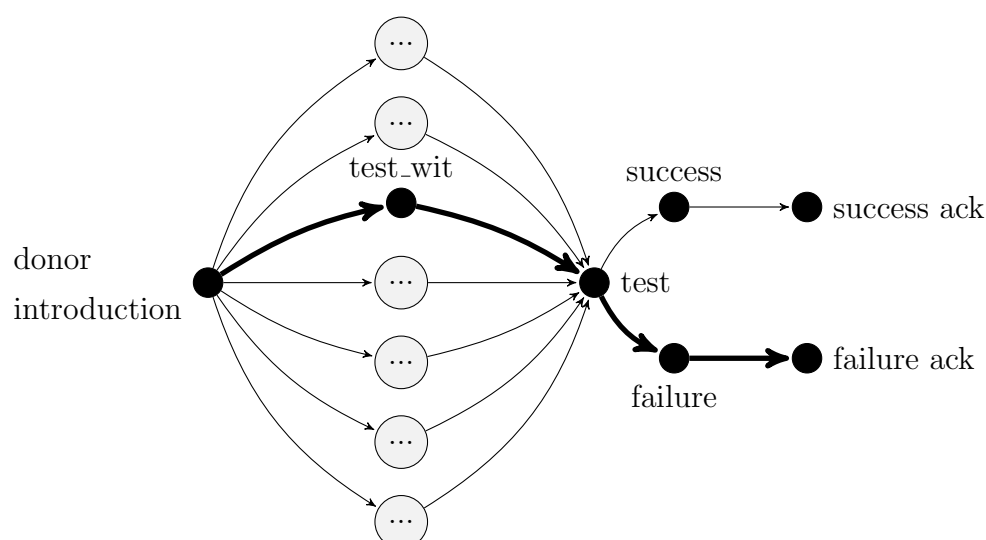 ...
...
test_wit
success
success ack
donor
introduction
...
test
...
failure ack
failure
...
...